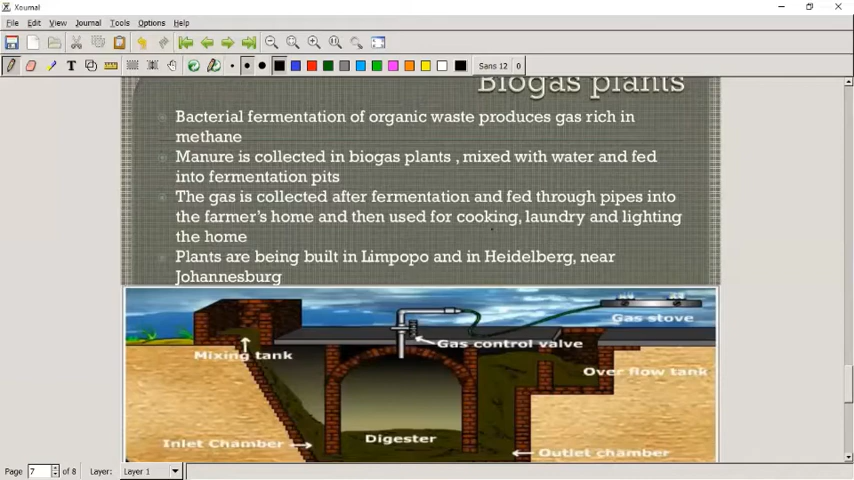 Xournal
File Edit View Journal Tools Options Help
Sans 12 0
Biogas plants
Bacterial fermentation of organic waste produces gas rich in
methane
Manure is collected in biogas plants , mixed with water and fed
into fermentation pits
The gas is collected after fermentation and fed through pipes into
the farmer's home and then used for cooking, laundry and lighting
the home
Plants are being built in Limpopo and in Heidelberg, near
Johannesburg
Gas stove
Gas control valve
Mixing tank
Over flow tank
Digester
Inlet Chamber
Outlet chamber
Page 7 of 8 Layer: Layer 1